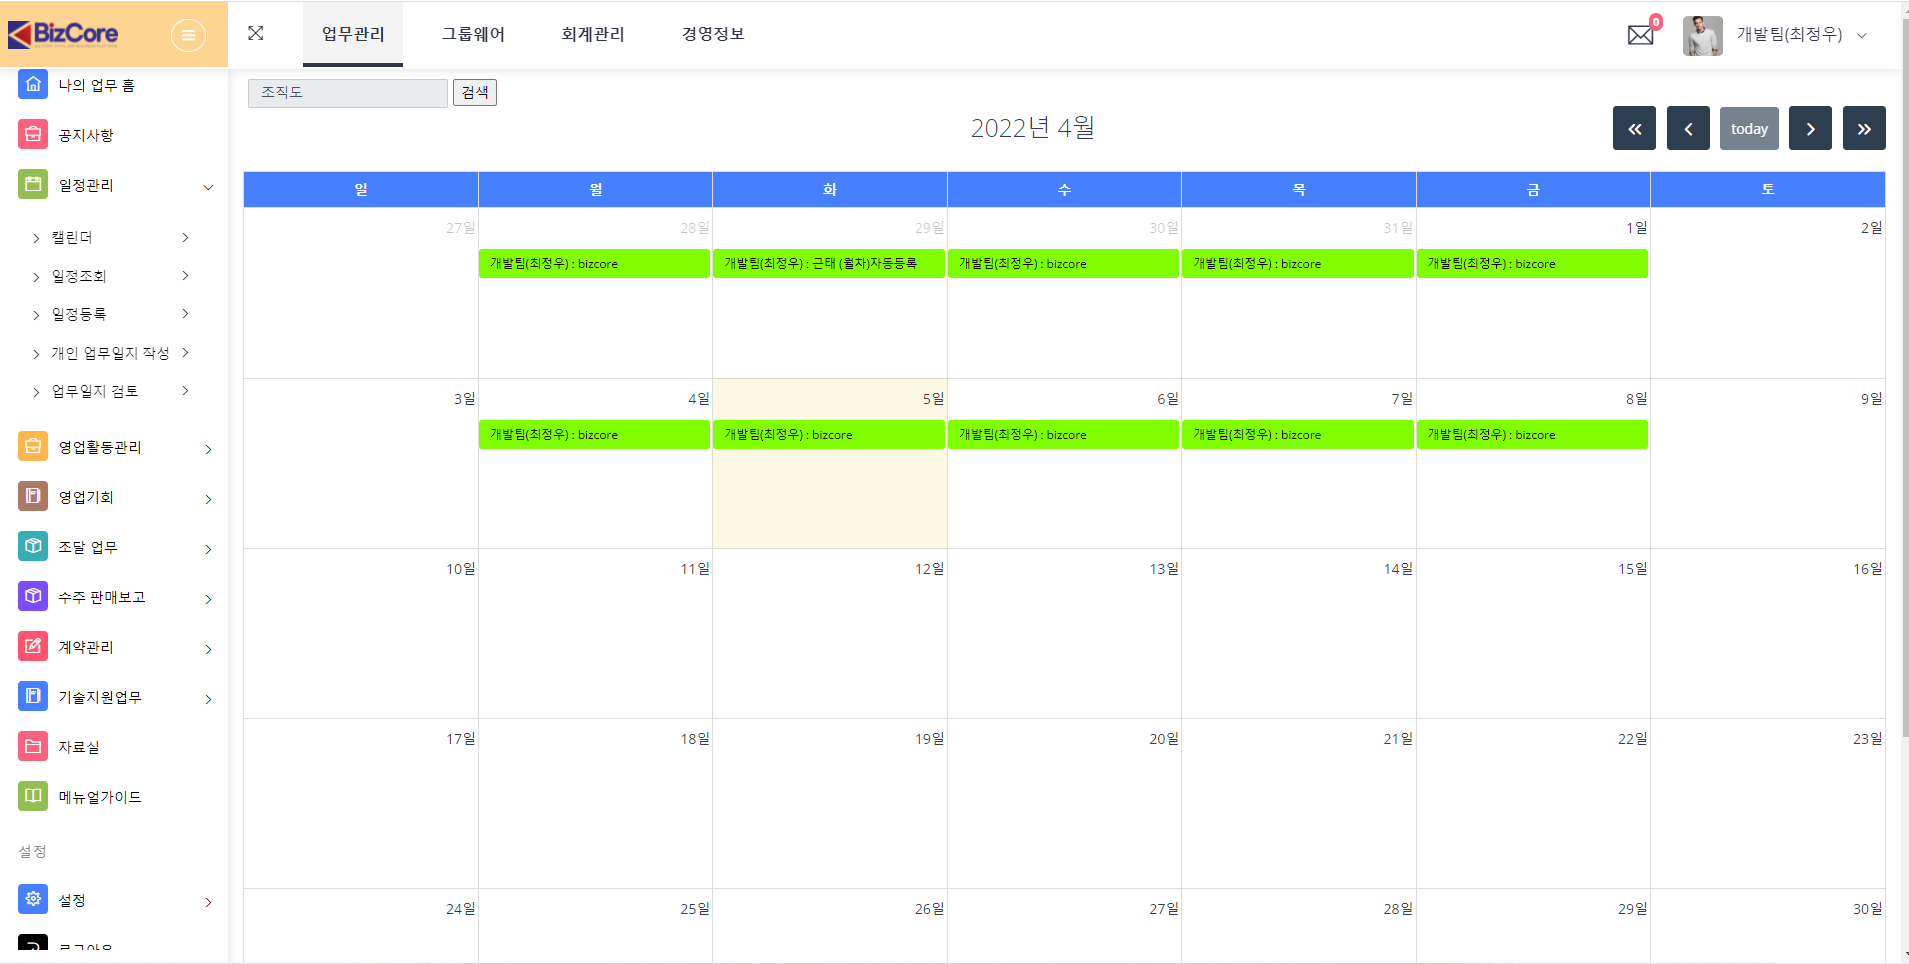 BizCore
업무관리
그룹웨어
회계관리
경영정보
0
개발팀(최정우)
나의 업무 홈
공지사항
일정관리
캘린더
일정조회
일정등록
개인 업무일지 작성
업무일지 검토
영업활동관리
영업기회
조달 업무
수주 판매보고
계약관리
기술지원업무
자료실
메뉴얼가이드
설정
설정
조직도
검색
2022년 4월
today
일 월 화 수 목 금 토
27일 28일 29일 30일 31일 1일 2일
개발팀(최정우) : bizcore
개발팀(최정우) : 근태 (월차)자동등록
개발팀(최정우) : bizcore
개발팀(최정우) : bizcore
개발팀(최정우) : bizcore
3일 4일 5일 6일 7일 8일 9일
개발팀(최정우) : bizcore
개발팀(최정우) : bizcore
개발팀(최정우) : bizcore
개발팀(최정우) : bizcore
개발팀(최정우) : bizcore
10일 11일 12일 13일 14일 15일 16일
17일 18일 19일 20일 21일 22일 23일
24일 25일 26일 27일 28일 29일 30일